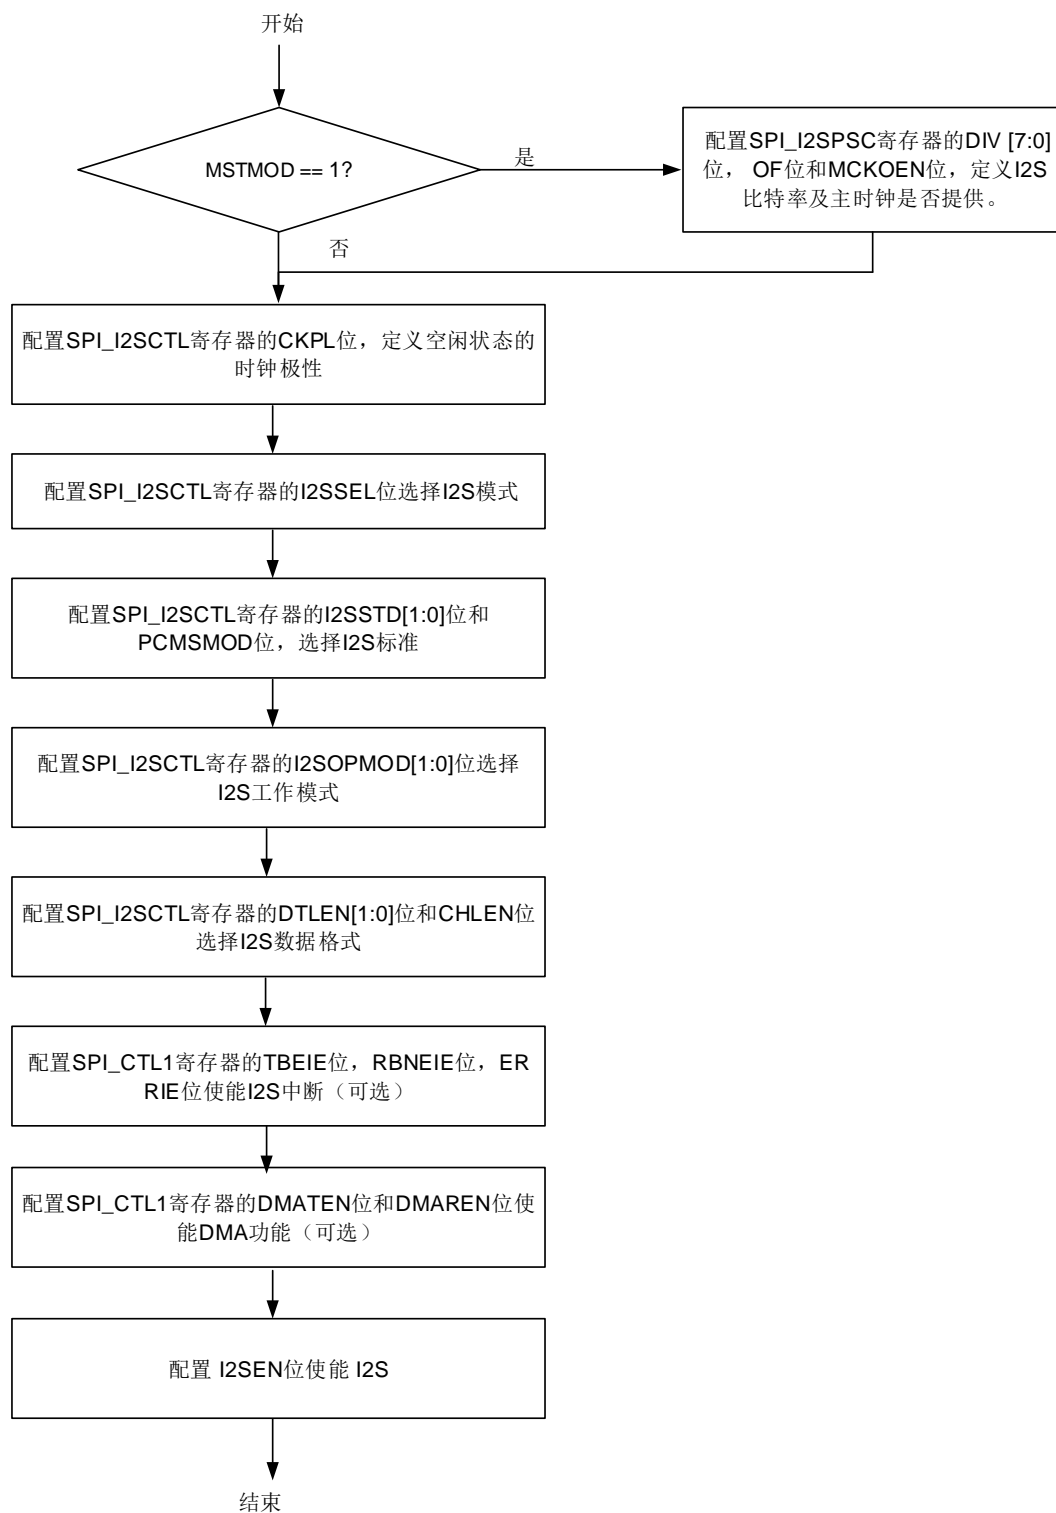 开始
MSTMOD == 1?
是
配置SPI_I2SPSC寄存器的DIV [7:0]
位， OF位和MCKOEN位，定义I2S
比特率及主时钟是否提供。
否
配置SPI_I2SCTL寄存器的CKPL位，定义空闲状态的
时钟极性
配置SPI_I2SCTL寄存器的I2SSEL位选择I2S模式
配置SPI_I2SCTL寄存器的I2SSTD[1:0]位和
PCMSMOD位，选择I2S标准
配置SPI_I2SCTL寄存器的I2SOPMOD[1:0]位选择
I2S工作模式
配置SPI_I2SCTL寄存器的DTLEN[1:0]位和CHLEN位
选择I2S数据格式
配置SPI_CTL1寄存器的TBEIE位，RBNEIE位，ER
RIE位使能I2S中断（可选）
配置SPI_CTL1寄存器的DMATEN位和DMAREN位使
能DMA功能（可选）
配置 I2SEN位使能 I2S
结束